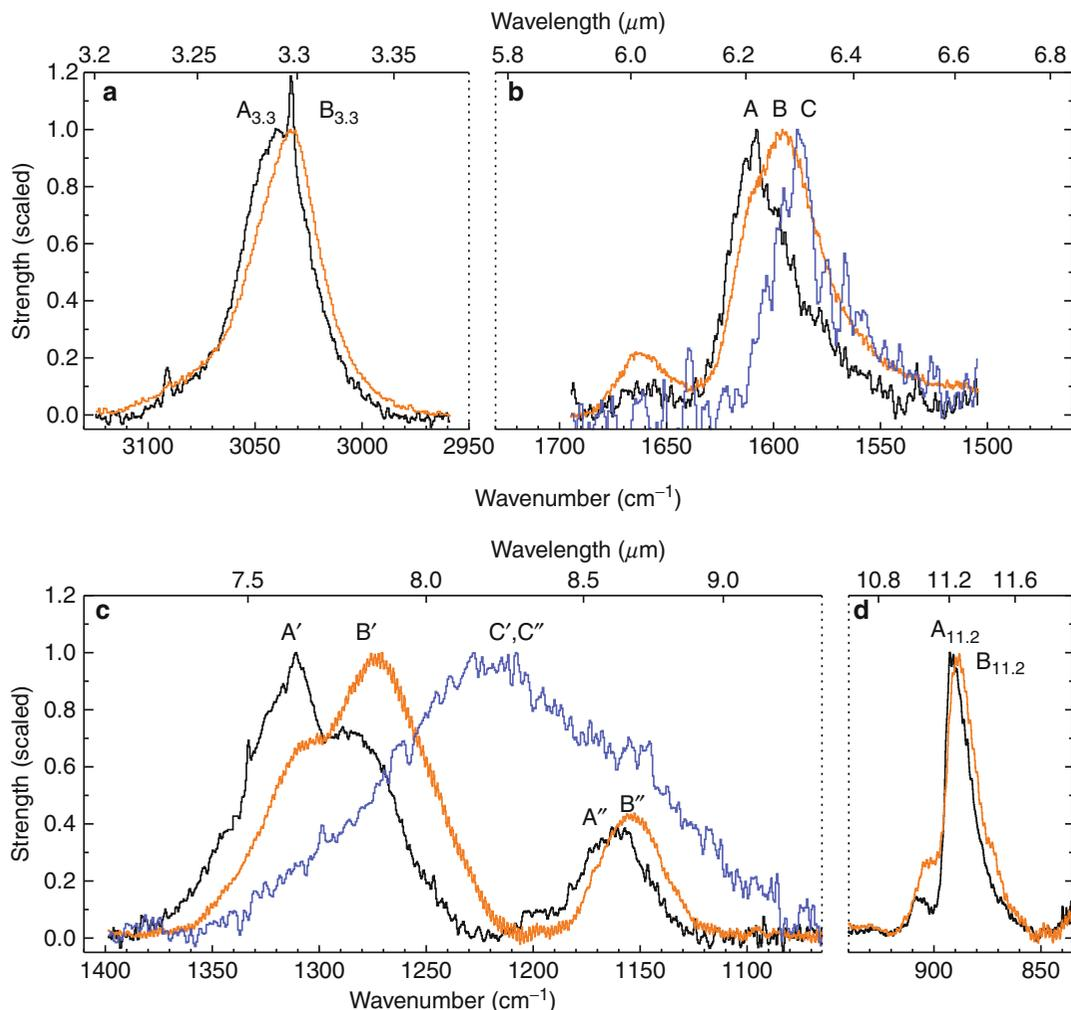 Wavelength (μm)
3.2 3.25 3.3 3.35 5.8 6.0 6.2 6.4 6.6 6.8
1.2 a b
A3.3 B3.3 A B C
1.0
0.8
0.6
0.4
0.2
0.0
Strength (scaled)
3100 3050 3000 2950 1700 1650 1600 1550 1500
Wavenumber (cm−1)
Wavelength (μm)
7.5 8.0 8.5 9.0 10.8 11.2 11.6
1.2 c d
A′ B′ C′,C″ A11.2
B11.2
1.0
0.8
0.6
A″ B″
0.4
0.2
0.0
Strength (scaled)
1400 1350 1300 1250 1200 1150 1100 900 850
Wavenumber (cm−1)